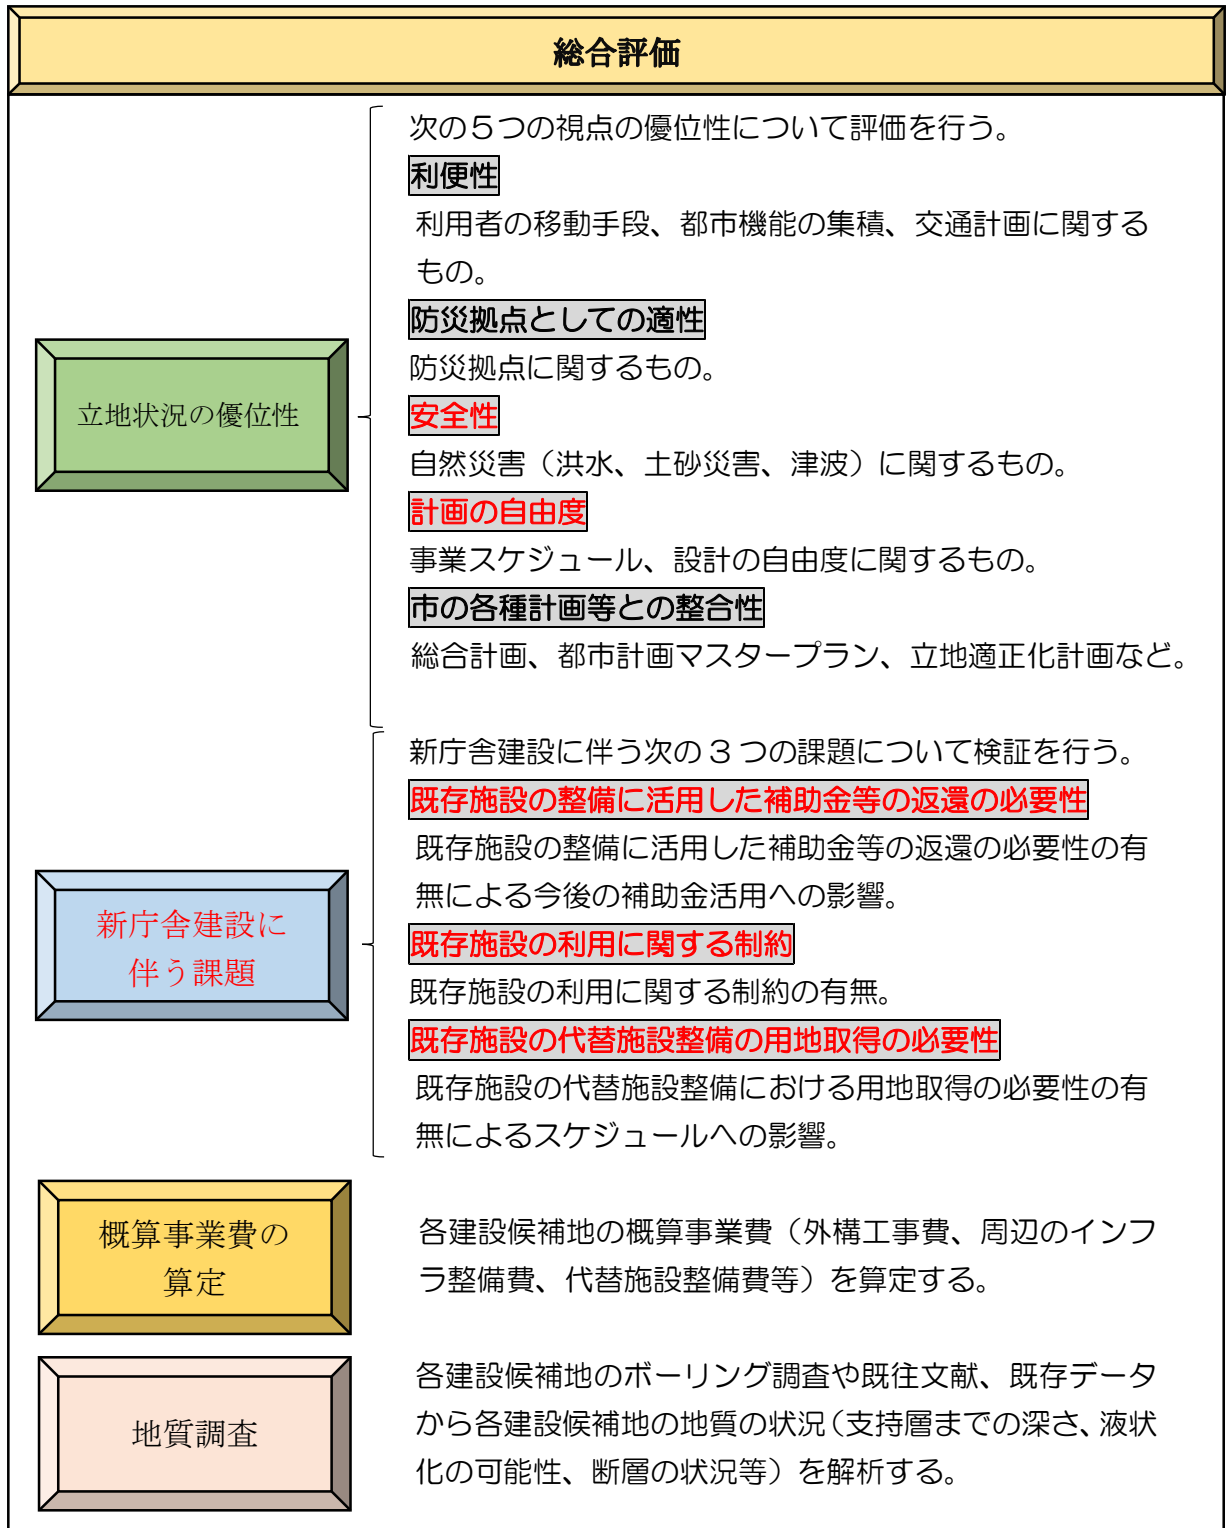 総合評価
立地状況の優位性
次の５つの視点の優位性について評価を行う。
利便性
利用者の移動手段、都市機能の集積、交通計画に関する
もの。
防災拠点としての適性
防災拠点に関するもの。
安全性
自然災害（洪水、土砂災害、津波）に関するもの。
計画の自由度
事業スケジュール、設計の自由度に関するもの。
市の各種計画等との整合性
総合計画、都市計画マスタープラン、立地適正化計画など。
新庁舎建設に
伴う課題
新庁舎建設に伴う次の３つの課題について検証を行う。
既存施設の整備に活用した補助金等の返還の必要性
既存施設の整備に活用した補助金等の返還の必要性の有
無による今後の補助金活用への影響。
既存施設の利用に関する制約
既存施設の利用に関する制約の有無。
既存施設の代替施設整備の用地取得の必要性
既存施設の代替施設整備における用地取得の必要性の有
無によるスケジュールへの影響。
概算事業費の
算定
各建設候補地の概算事業費（外構工事費、周辺のインフ
ラ整備費、代替施設整備費等）を算定する。
地質調査
各建設候補地のボーリング調査や既往文献、既存データ
から各建設候補地の地質の状況（支持層までの深さ、液状
化の可能性、断層の状況等）を解析する。